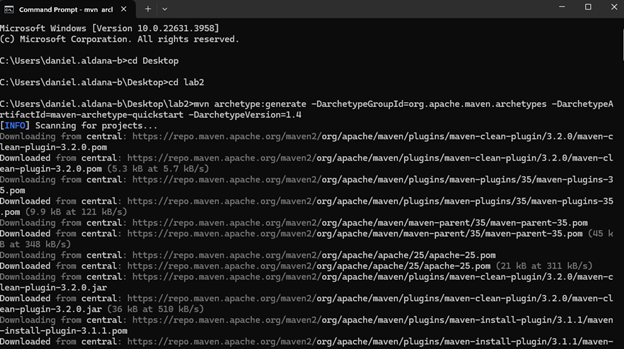 Command Prompt - mvn arcl
Microsoft Windows [Version 10.0.22631.3958]
(c) Microsoft Corporation. All rights reserved.
C:\Users\daniel.aldana-b>cd Desktop
C:\Users\daniel.aldana-b\Desktop>cd lab2
C:\Users\daniel.aldana-b\Desktop\lab2>mvn archetype:generate -DarchetypeGroupId=org.apache.maven.archetypes -DarchetypeA
rtifactId=maven-archetype-quickstart -DarchetypeVersion=1.4
[INFO] Scanning for projects...
Downloading from central: https://repo.maven.apache.org/maven2/org/apache/maven/plugins/maven-clean-plugin/3.2.0/maven-c
lean-plugin-3.2.0.pom
Downloaded from central: https://repo.maven.apache.org/maven2/org/apache/maven/plugins/maven-clean-plugin/3.2.0/maven-cl
ean-plugin-3.2.0.pom (5.3 kB at 5.7 kB/s)
Downloading from central: https://repo.maven.apache.org/maven2/org/apache/maven/plugins/maven-plugins/35/maven-plugins-3
5.pom
Downloaded from central: https://repo.maven.apache.org/maven2/org/apache/maven/plugins/maven-plugins/35/maven-plugins-35
.pom (9.9 kB at 121 kB/s)
Downloading from central: https://repo.maven.apache.org/maven2/org/apache/maven/maven-parent/35/maven-parent-35.pom
Downloaded from central: https://repo.maven.apache.org/maven2/org/apache/maven/maven-parent/35/maven-parent-35.pom (45 k
B at 348 kB/s)
Downloading from central: https://repo.maven.apache.org/maven2/org/apache/apache/25/apache-25.pom
Downloaded from central: https://repo.maven.apache.org/maven2/org/apache/apache/25/apache-25.pom (21 kB at 311 kB/s)
Downloading from central: https://repo.maven.apache.org/maven2/org/apache/maven/plugins/maven-clean-plugin/3.2.0/maven-c
lean-plugin-3.2.0.jar
Downloaded from central: https://repo.maven.apache.org/maven2/org/apache/maven/plugins/maven-clean-plugin/3.2.0/maven-cl
ean-plugin-3.2.0.jar (36 kB at 510 kB/s)
Downloading from central: https://repo.maven.apache.org/maven2/org/apache/maven/plugins/maven-install-plugin/3.1.1/maven
-install-plugin-3.1.1.pom
Downloaded from central: https://repo.maven.apache.org/maven2/org/apache/maven/plugins/maven-install-plugin/3.1.1/maven-